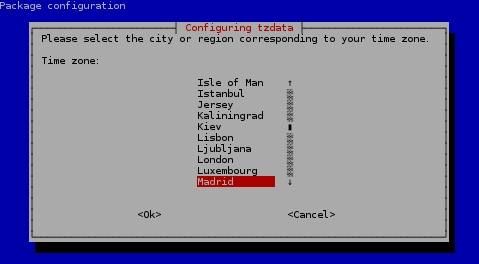 Package configuration
Configuring tzdata
Please select the city or region corresponding to your time zone.
Time zone:
Isle of Man
Istanbul
Jersey
Kaliningrad
Kiev
Lisbon
Ljubljana
London
Luxembourg
Madrid
<Ok> <Cancel>